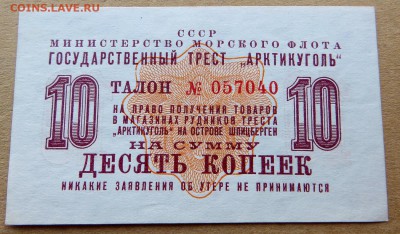 COINS.LAVE.RU
СССР
МИНИСТЕРСТВО МОРСКОГО ФЛОТА
ГОСУДАРСТВЕННЫЙ ТРЕСТ „АРКТИКУГОЛЬ“
ТАЛОН № 057040
10 10
НА ПРАВО ПОЛУЧЕНИЯ ТОВАРОВ
В МАГАЗИНАХ РУДНИКОВ ТРЕСТА
„АРКТИКУГОЛЬ“ НА ОСТРОВЕ ШПИЦБЕРГЕН
НА СУММУ
ДЕСЯТЬ КОПЕЕК
НИКАКИЕ ЗАЯВЛЕНИЯ ОБ УТЕРЕ НЕ ПРИНИМАЮТСЯ